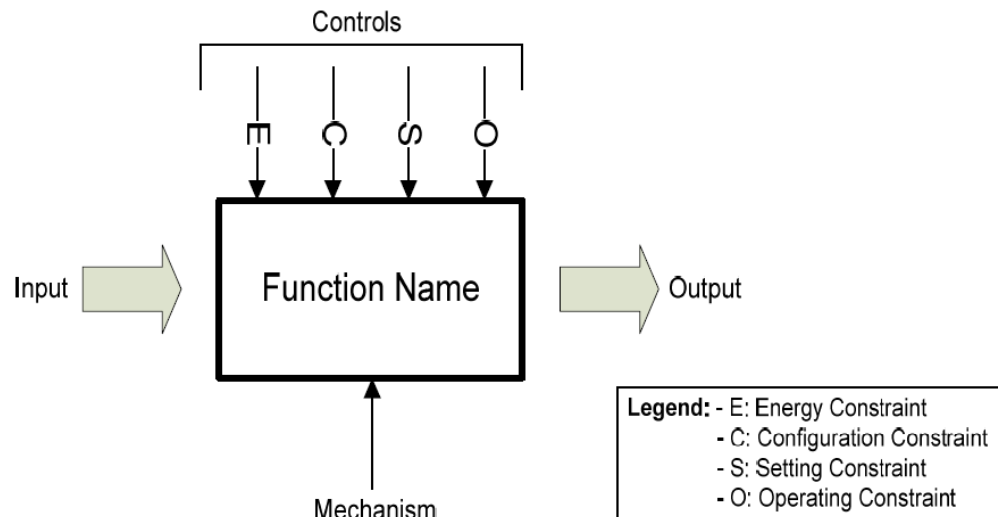 Controls
E C S O
Input
Function Name
Output
Legend: - E: Energy Constraint
- C: Configuration Constraint
- S: Setting Constraint
- O: Operating Constraint
Mechanism